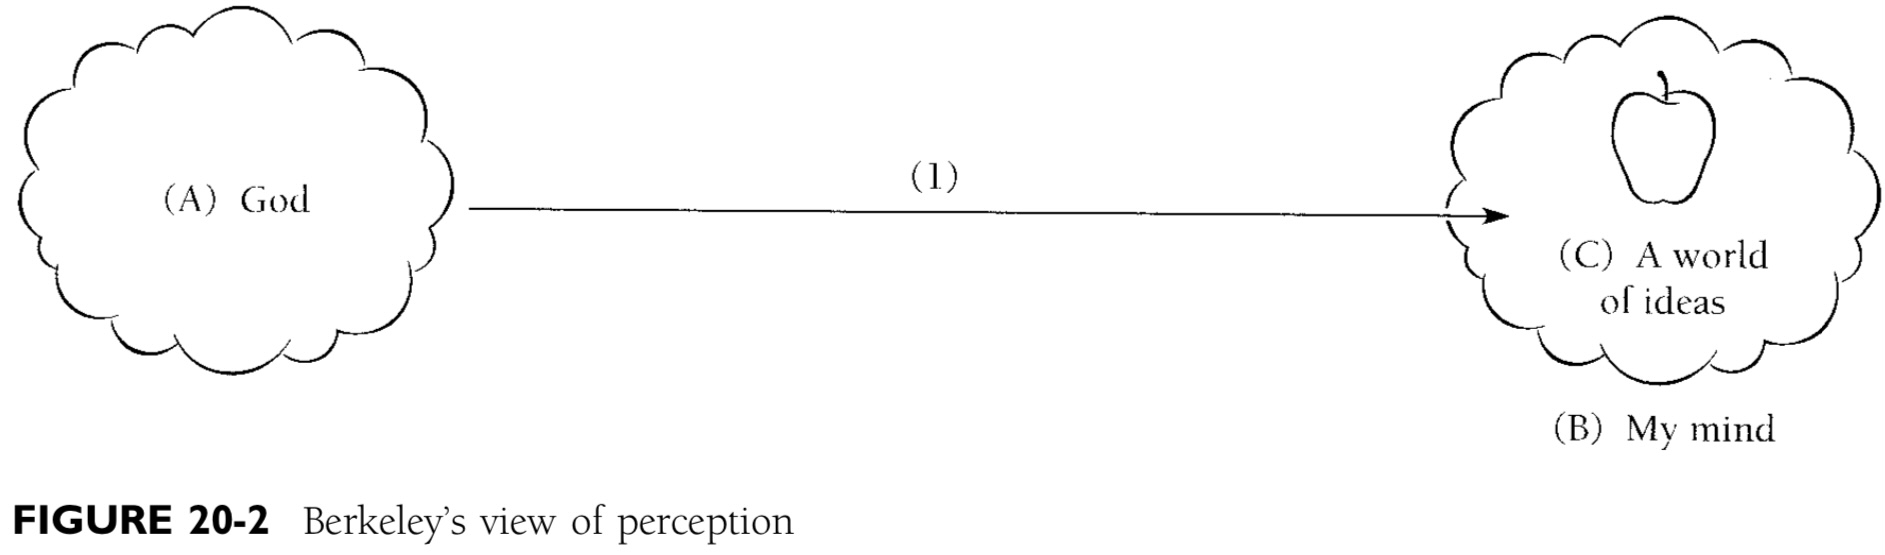 (A) God
(1)
(C) A world
of ideas
(B) My mind
FIGURE 20-2 Berkeley's view of perception